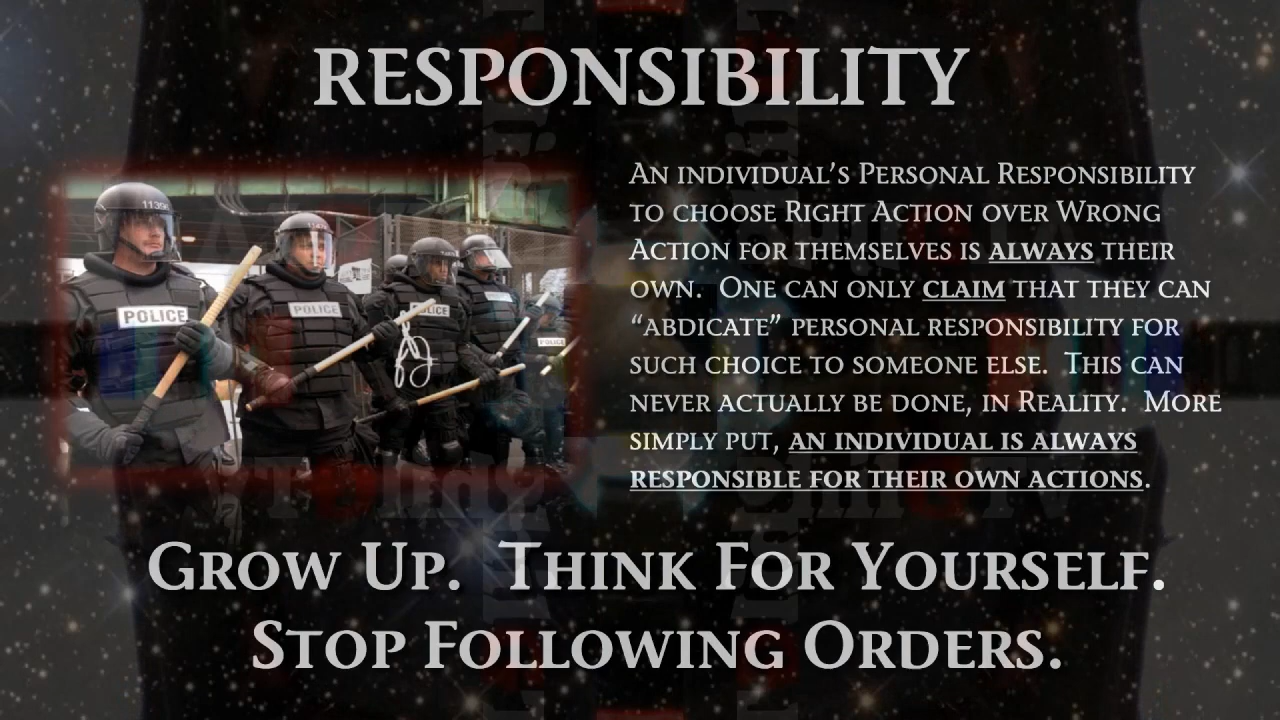 RESPONSIBILITY
AN INDIVIDUAL'S PERSONAL RESPONSIBILITY
TO CHOOSE RIGHT ACTION OVER WRONG
ACTION FOR THEMSELVES IS ALWAYS THEIR
OWN.  ONE CAN ONLY CLAIM THAT THEY CAN
“ABDICATE” PERSONAL RESPONSIBILITY FOR
SUCH CHOICE TO SOMEONE ELSE.  THIS CAN
NEVER ACTUALLY BE DONE, IN REALITY.  MORE
SIMPLY PUT, AN INDIVIDUAL IS ALWAYS
RESPONSIBLE FOR THEIR OWN ACTIONS.
POLICE
POLICE
POLICE
POLICE
GROW UP.  THINK FOR YOURSELF.
STOP FOLLOWING ORDERS.